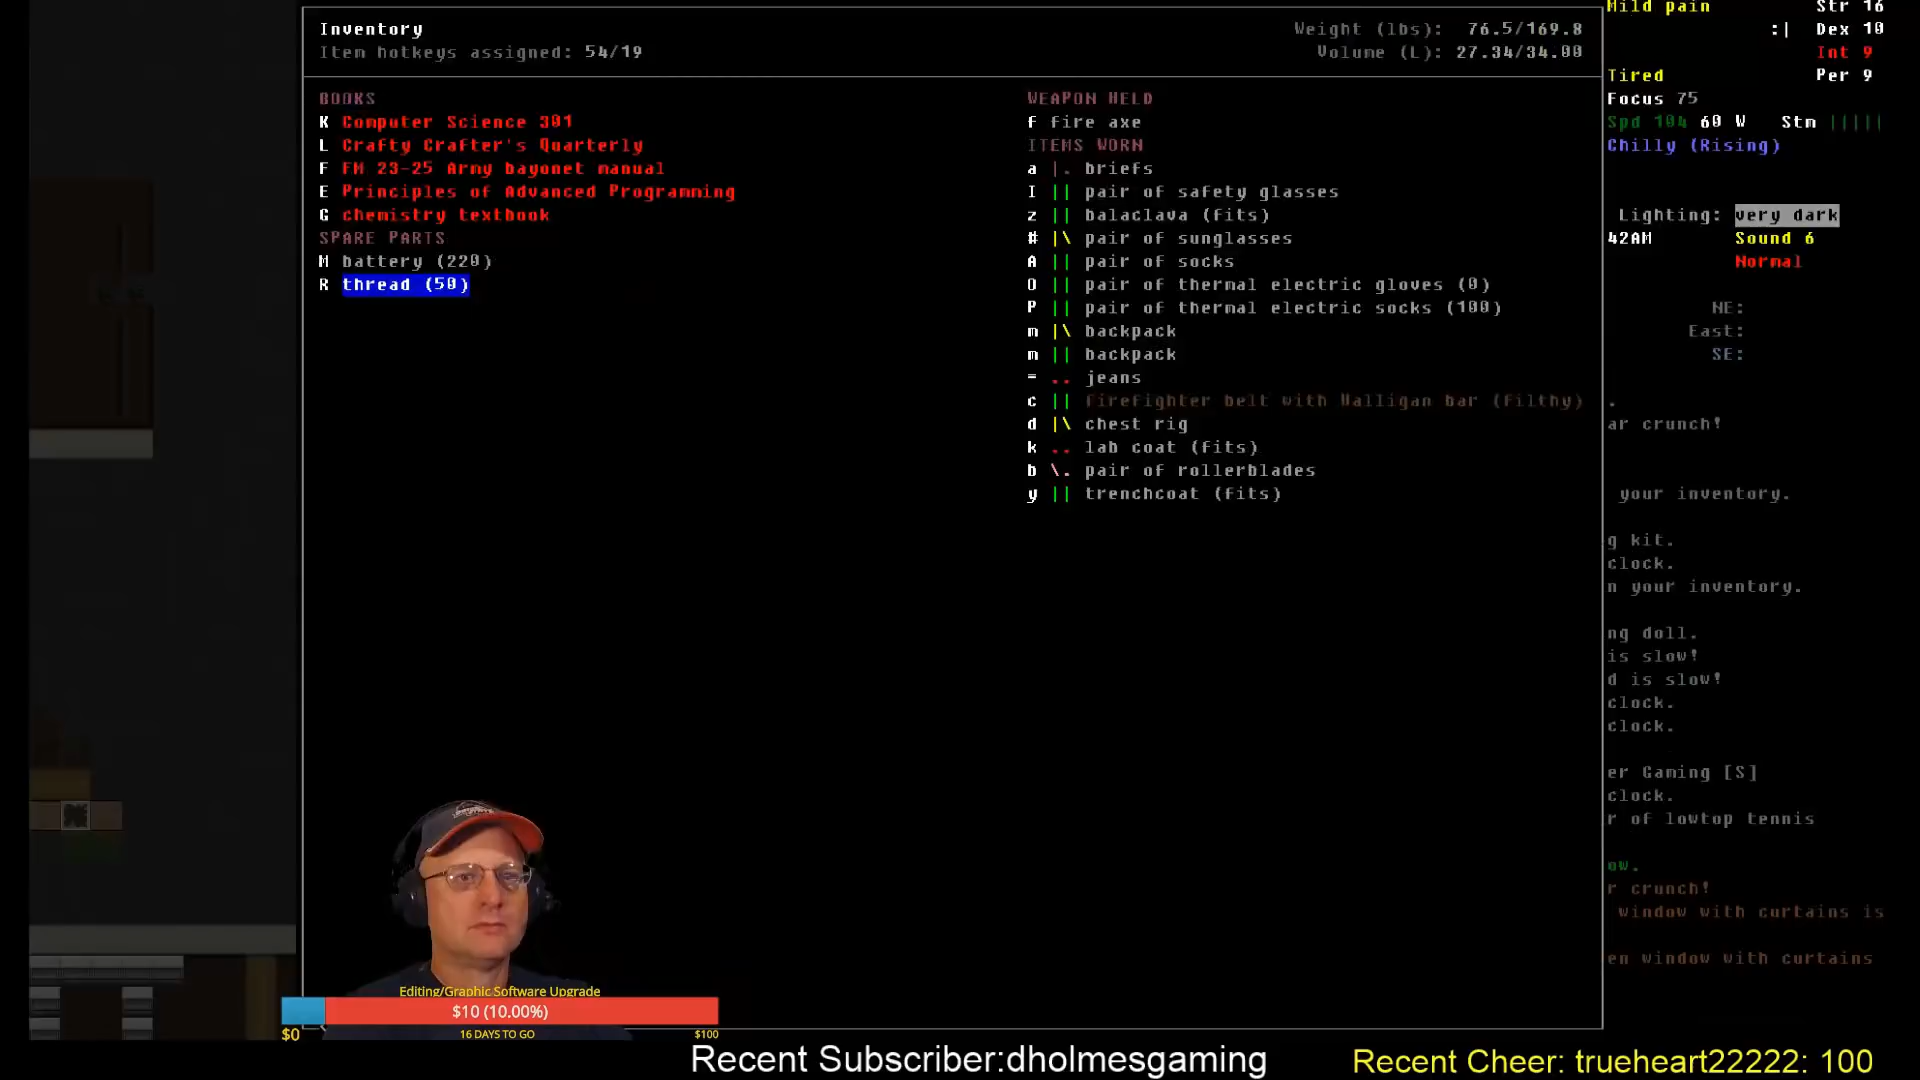 Inventory
Item hotkeys assigned: 54/19
Weight (lbs): 76.5/169.8
Volume (L): 27.34/34.00
BOOKS
K Computer Science 301
L Crafty Crafter's Quarterly
F FM 23-25 Army bayonet manual
E Principles of Advanced Programming
G chemistry textbook
SPARE PARTS
M battery (220)
R thread (50)
WEAPON HELD
f fire axe
ITEMS WORN
a |. briefs
I || pair of safety glasses
z || balaclava (fits)
# |\ pair of sunglasses
A || pair of socks
O || pair of thermal electric gloves (0)
P || pair of thermal electric socks (100)
m |\ backpack
m || backpack
= .. jeans
c || firefighter belt with Halligan bar (filthy)
d |\ chest rig
k .. lab coat (fits)
b \. pair of rollerblades
y || trenchcoat (fits)
Mild pain Str 16
:| Dex 10
Int 9
Tired Per 9
Focus 75
Spd 104 60 W Stm |||||
Chilly (Rising)
Lighting: very dark
42AM Sound 6
Normal
NE:
East:
SE:
.
ar crunch!
your inventory.
g kit.
clock.
n your inventory.
ng doll.
is slow!
d is slow!
clock.
clock.
er Gaming [S]
clock.
r of lowtop tennis
ow.
r crunch!
window with curtains is
en window with curtains
Editing/Graphic Software Upgrade
$10 (10.00%)
$0 16 DAYS TO GO $100
Recent Subscriber:dholmesgaming
Recent Cheer: trueheart22222: 100